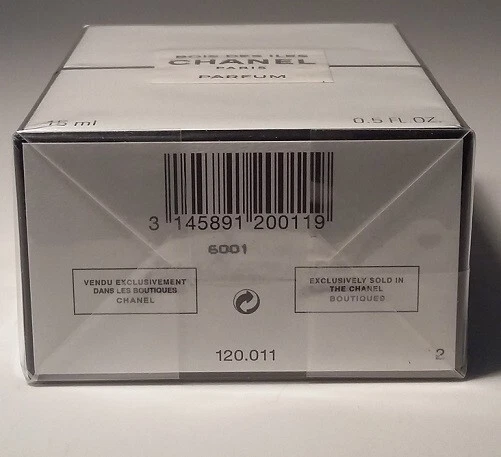 BOIS DES ILES
CHANEL
PARIS
PARFUM
15 ml
0.5 FL. OZ.
3 145891 200119
6001
VENDU EXCLUSIVEMENT
DANS LES BOUTIQUES
CHANEL
EXCLUSIVELY SOLD IN
THE CHANEL
BOUTIQUES
120.011
2